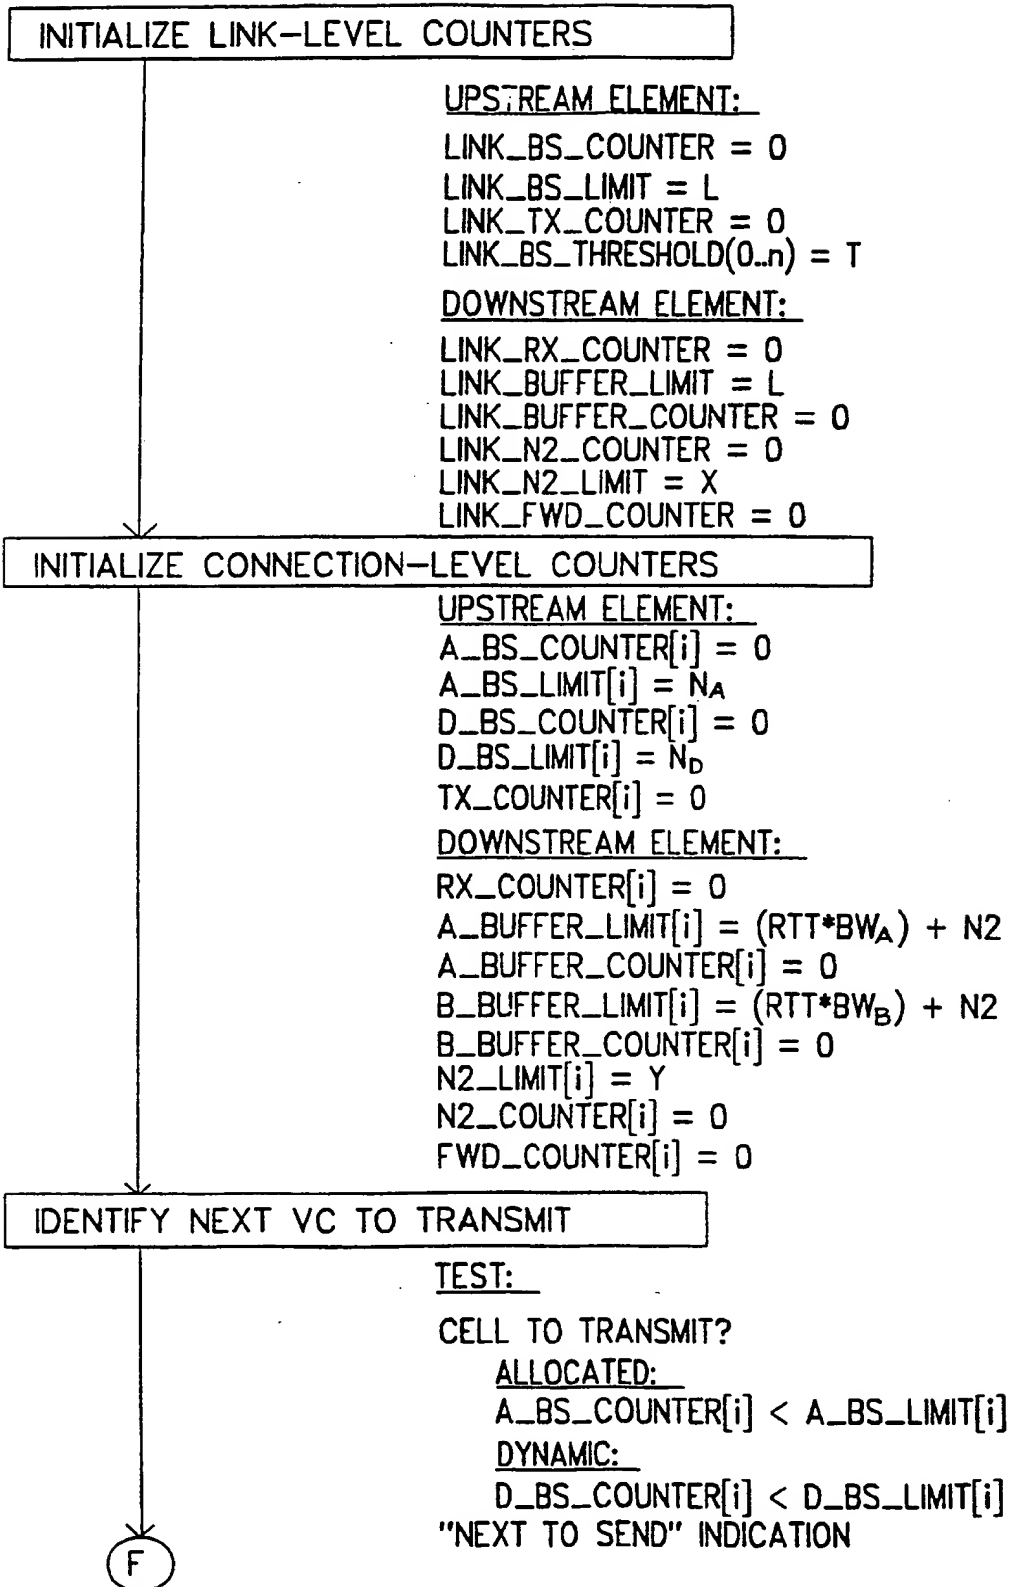 INITIALIZE LINK-LEVEL COUNTERS
UPSTREAM ELEMENT:
LINK_BS_COUNTER = 0
LINK_BS_LIMIT = L
LINK_TX_COUNTER = 0
LINK_BS_THRESHOLD(0..n) = T
DOWNSTREAM ELEMENT:
LINK_RX_COUNTER = 0
LINK_BUFFER_LIMIT = L
LINK_BUFFER_COUNTER = 0
LINK_N2_COUNTER = 0
LINK_N2_LIMIT = X
LINK_FWD_COUNTER = 0
INITIALIZE CONNECTION-LEVEL COUNTERS
UPSTREAM ELEMENT:
A_BS_COUNTER[i] = 0
A_BS_LIMIT[i] = NA
D_BS_COUNTER[i] = 0
D_BS_LIMIT[i] = ND
TX_COUNTER[i] = 0
DOWNSTREAM ELEMENT:
RX_COUNTER[i] = 0
A_BUFFER_LIMIT[i] = (RTT*BWA) + N2
A_BUFFER_COUNTER[i] = 0
B_BUFFER_LIMIT[i] = (RTT*BWB) + N2
B_BUFFER_COUNTER[i] = 0
N2_LIMIT[i] = Y
N2_COUNTER[i] = 0
FWD_COUNTER[i] = 0
IDENTIFY NEXT VC TO TRANSMIT
TEST:
CELL TO TRANSMIT?
ALLOCATED:
A_BS_COUNTER[i] < A_BS_LIMIT[i]
DYNAMIC:
D_BS_COUNTER[i] < D_BS_LIMIT[i]
"NEXT TO SEND" INDICATION
F